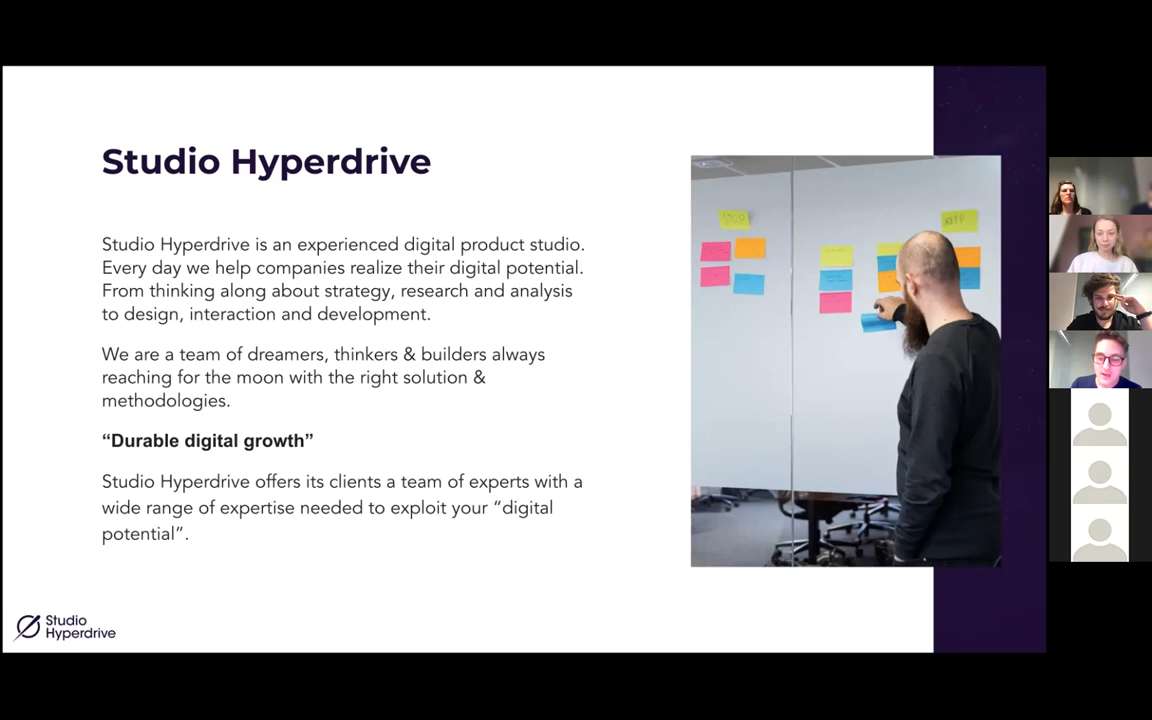 Studio Hyperdrive
Studio Hyperdrive is an experienced digital product studio.
Every day we help companies realize their digital potential.
From thinking along about strategy, research and analysis
to design, interaction and development.
We are a team of dreamers, thinkers & builders always
reaching for the moon with the right solution &
methodologies.
“Durable digital growth”
Studio Hyperdrive offers its clients a team of experts with a
wide range of expertise needed to exploit your “digital
potential”.
STOP
KEEP
Studio
Hyperdrive